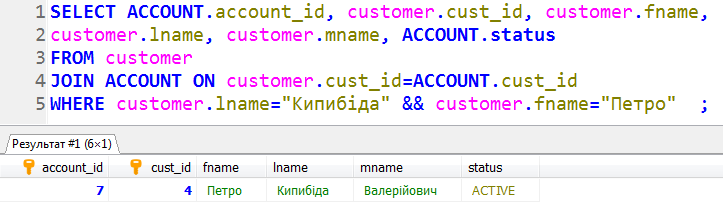 1 SELECT ACCOUNT.account_id, customer.cust_id, customer.fname,
2 customer.lname, customer.mname, ACCOUNT.status
3 FROM customer
4 JOIN ACCOUNT ON customer.cust_id=ACCOUNT.cust_id
5 WHERE customer.lname="Кипибіда" && customer.fname="Петро" ;
Результат #1 (6×1)
account_id cust_id fname lname mname status
7 4 Петро Кипибіда Валерійович ACTIVE